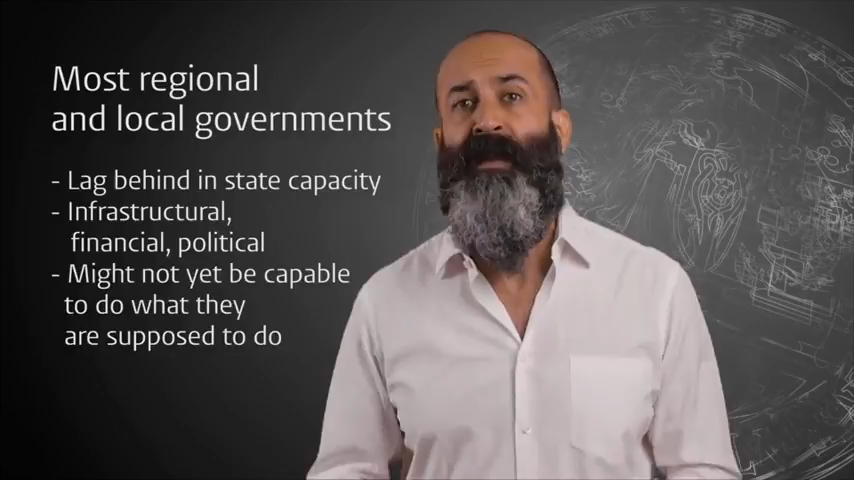 Most regional
and local governments
- Lag behind in state capacity
- Infrastructural,
financial, political
- Might not yet be capable
to do what they
are supposed to do